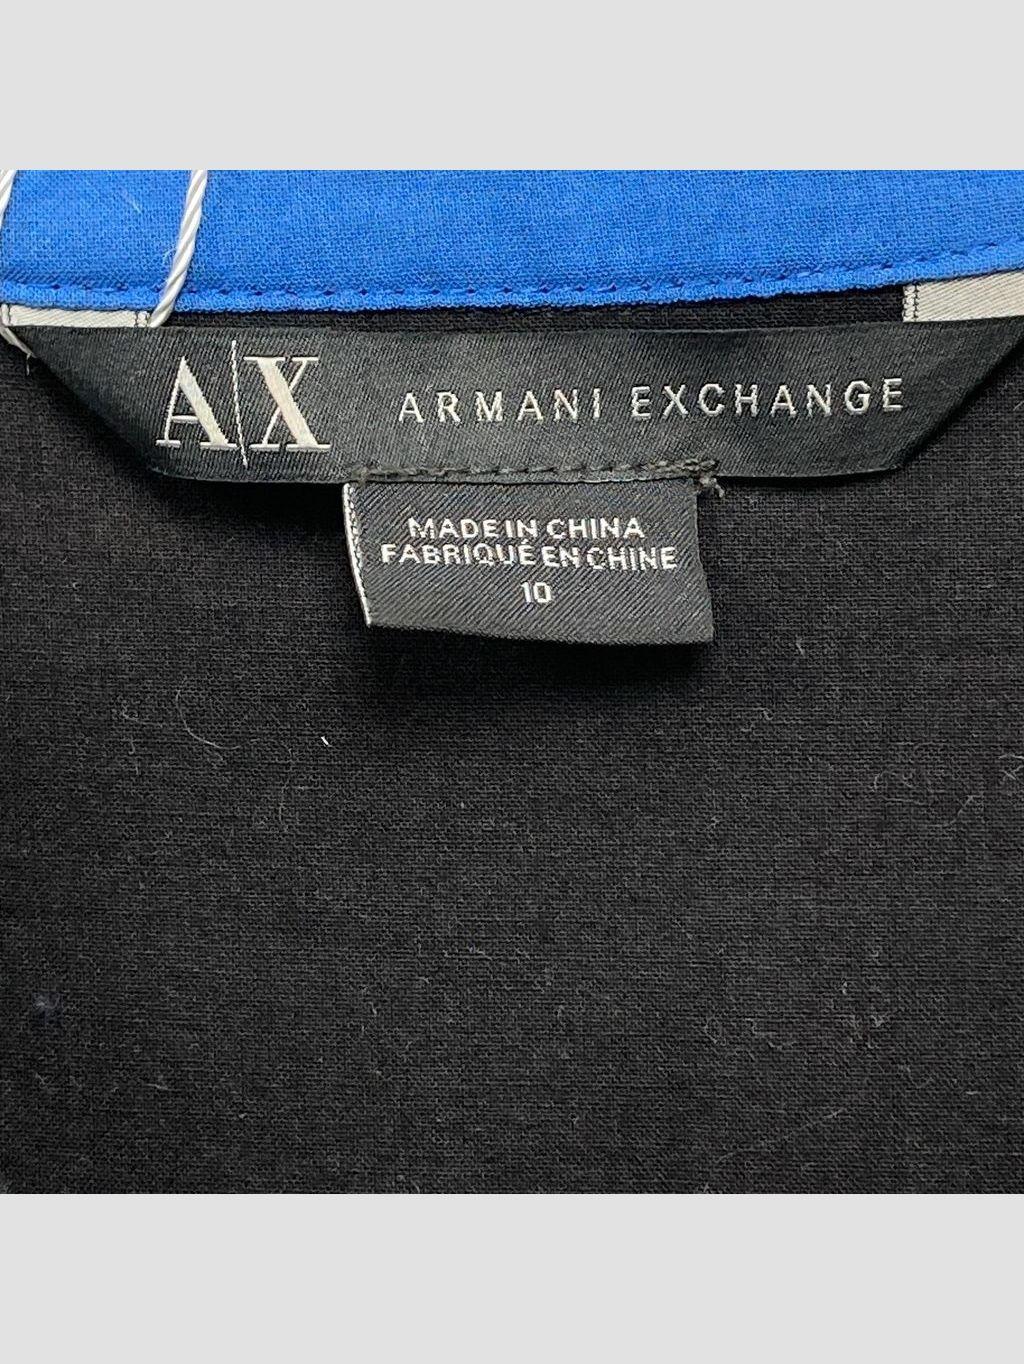 A|X ARMANI EXCHANGE
MADE IN CHINA
FABRIQUÉ EN CHINE
10